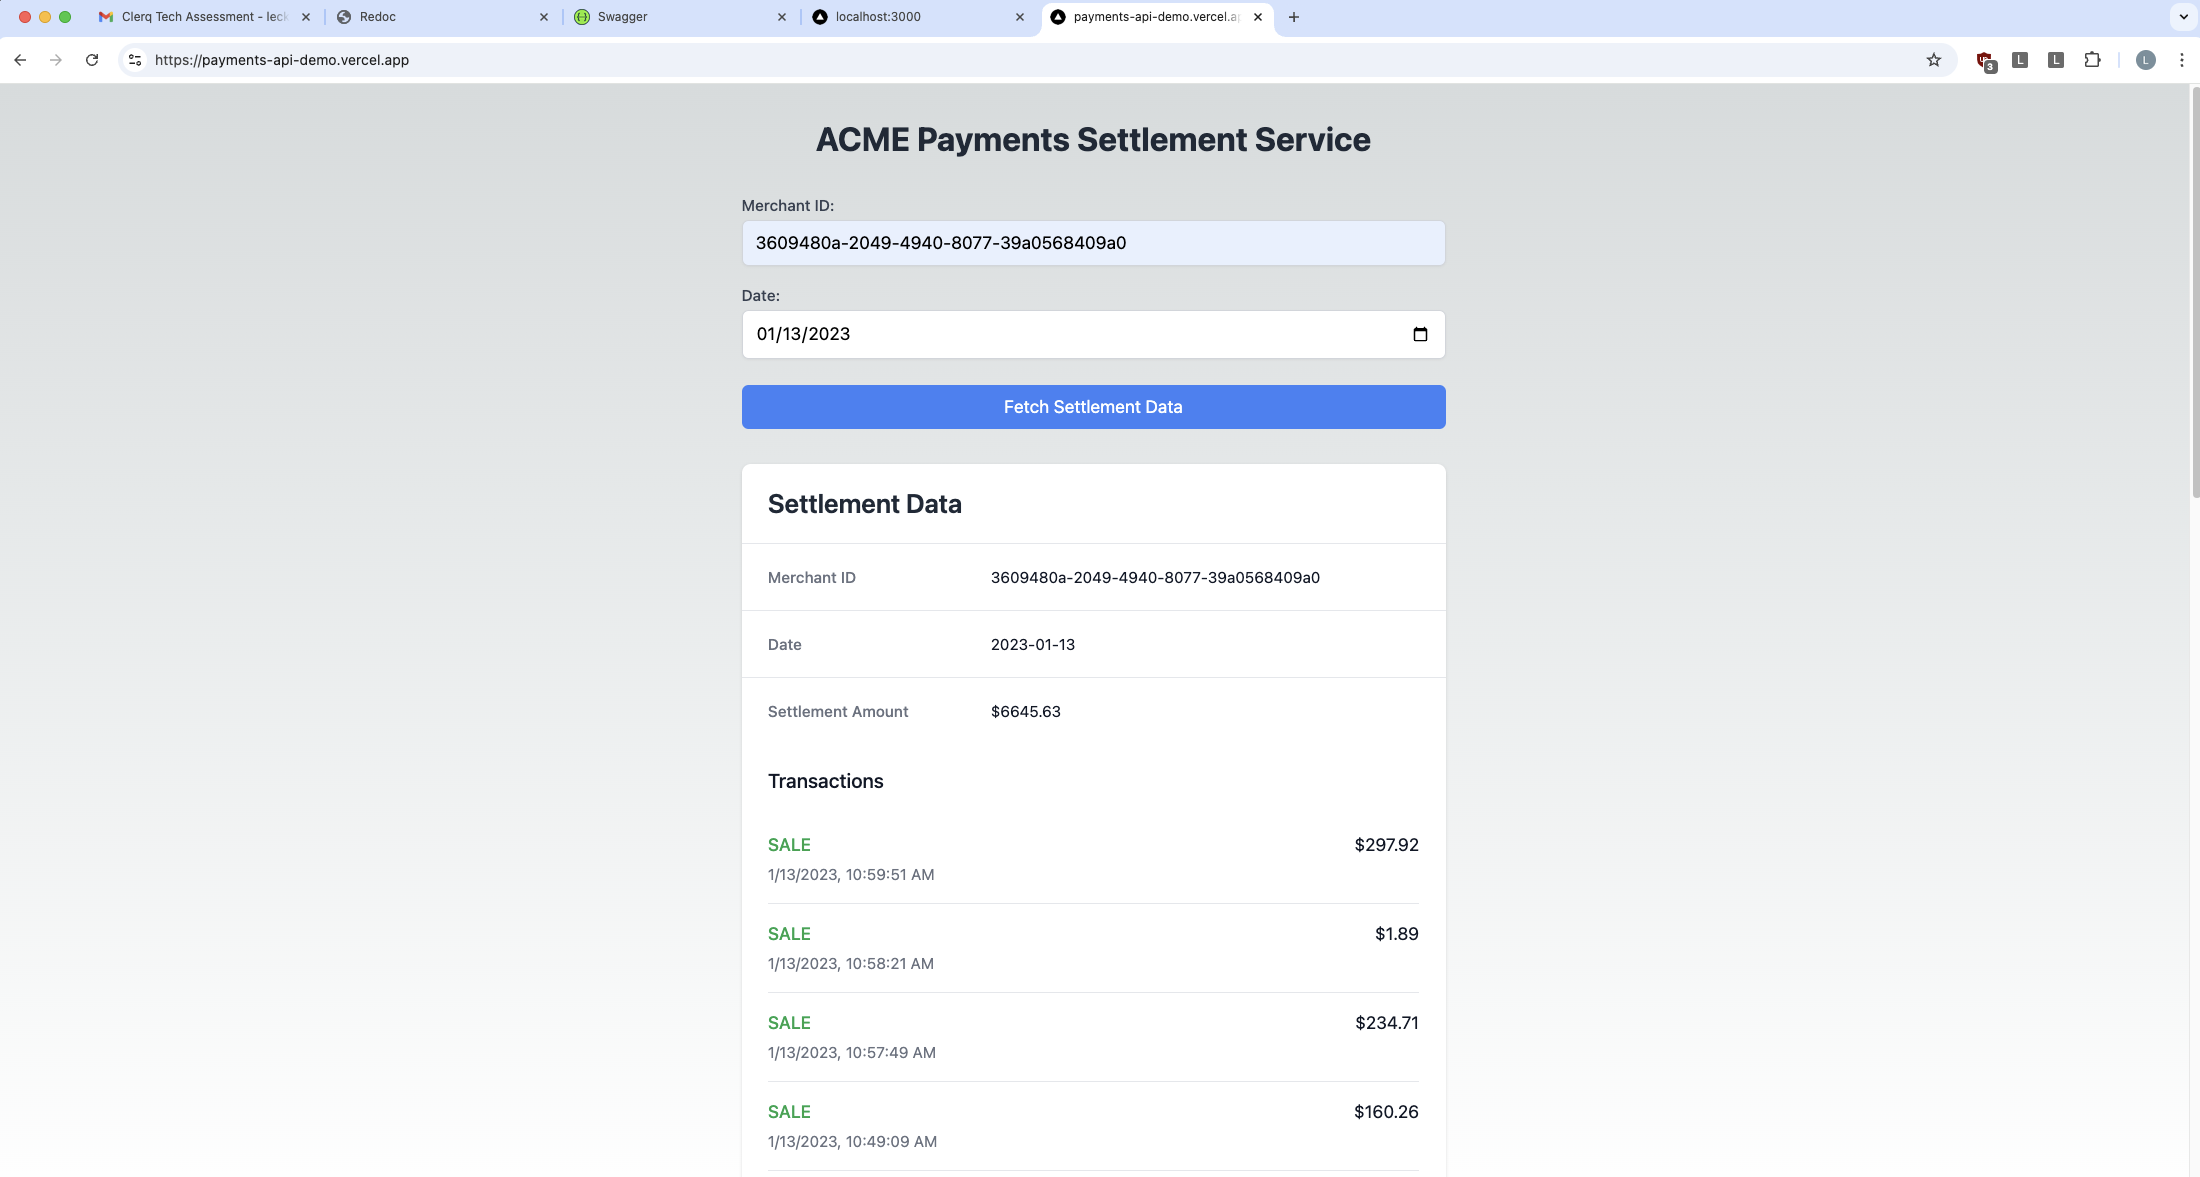 Clerq Tech Assessment - leck
Redoc
Swagger
localhost:3000
payments-api-demo.vercel.a
https://payments-api-demo.vercel.app
3
L
L
L
ACME Payments Settlement Service
Merchant ID:
3609480a-2049-4940-8077-39a0568409a0
Date:
01/13/2023
Fetch Settlement Data
Settlement Data
Merchant ID 3609480a-2049-4940-8077-39a0568409a0
Date 2023-01-13
Settlement Amount $6645.63
Transactions
SALE $297.92
1/13/2023, 10:59:51 AM
SALE $1.89
1/13/2023, 10:58:21 AM
SALE $234.71
1/13/2023, 10:57:49 AM
SALE $160.26
1/13/2023, 10:49:09 AM